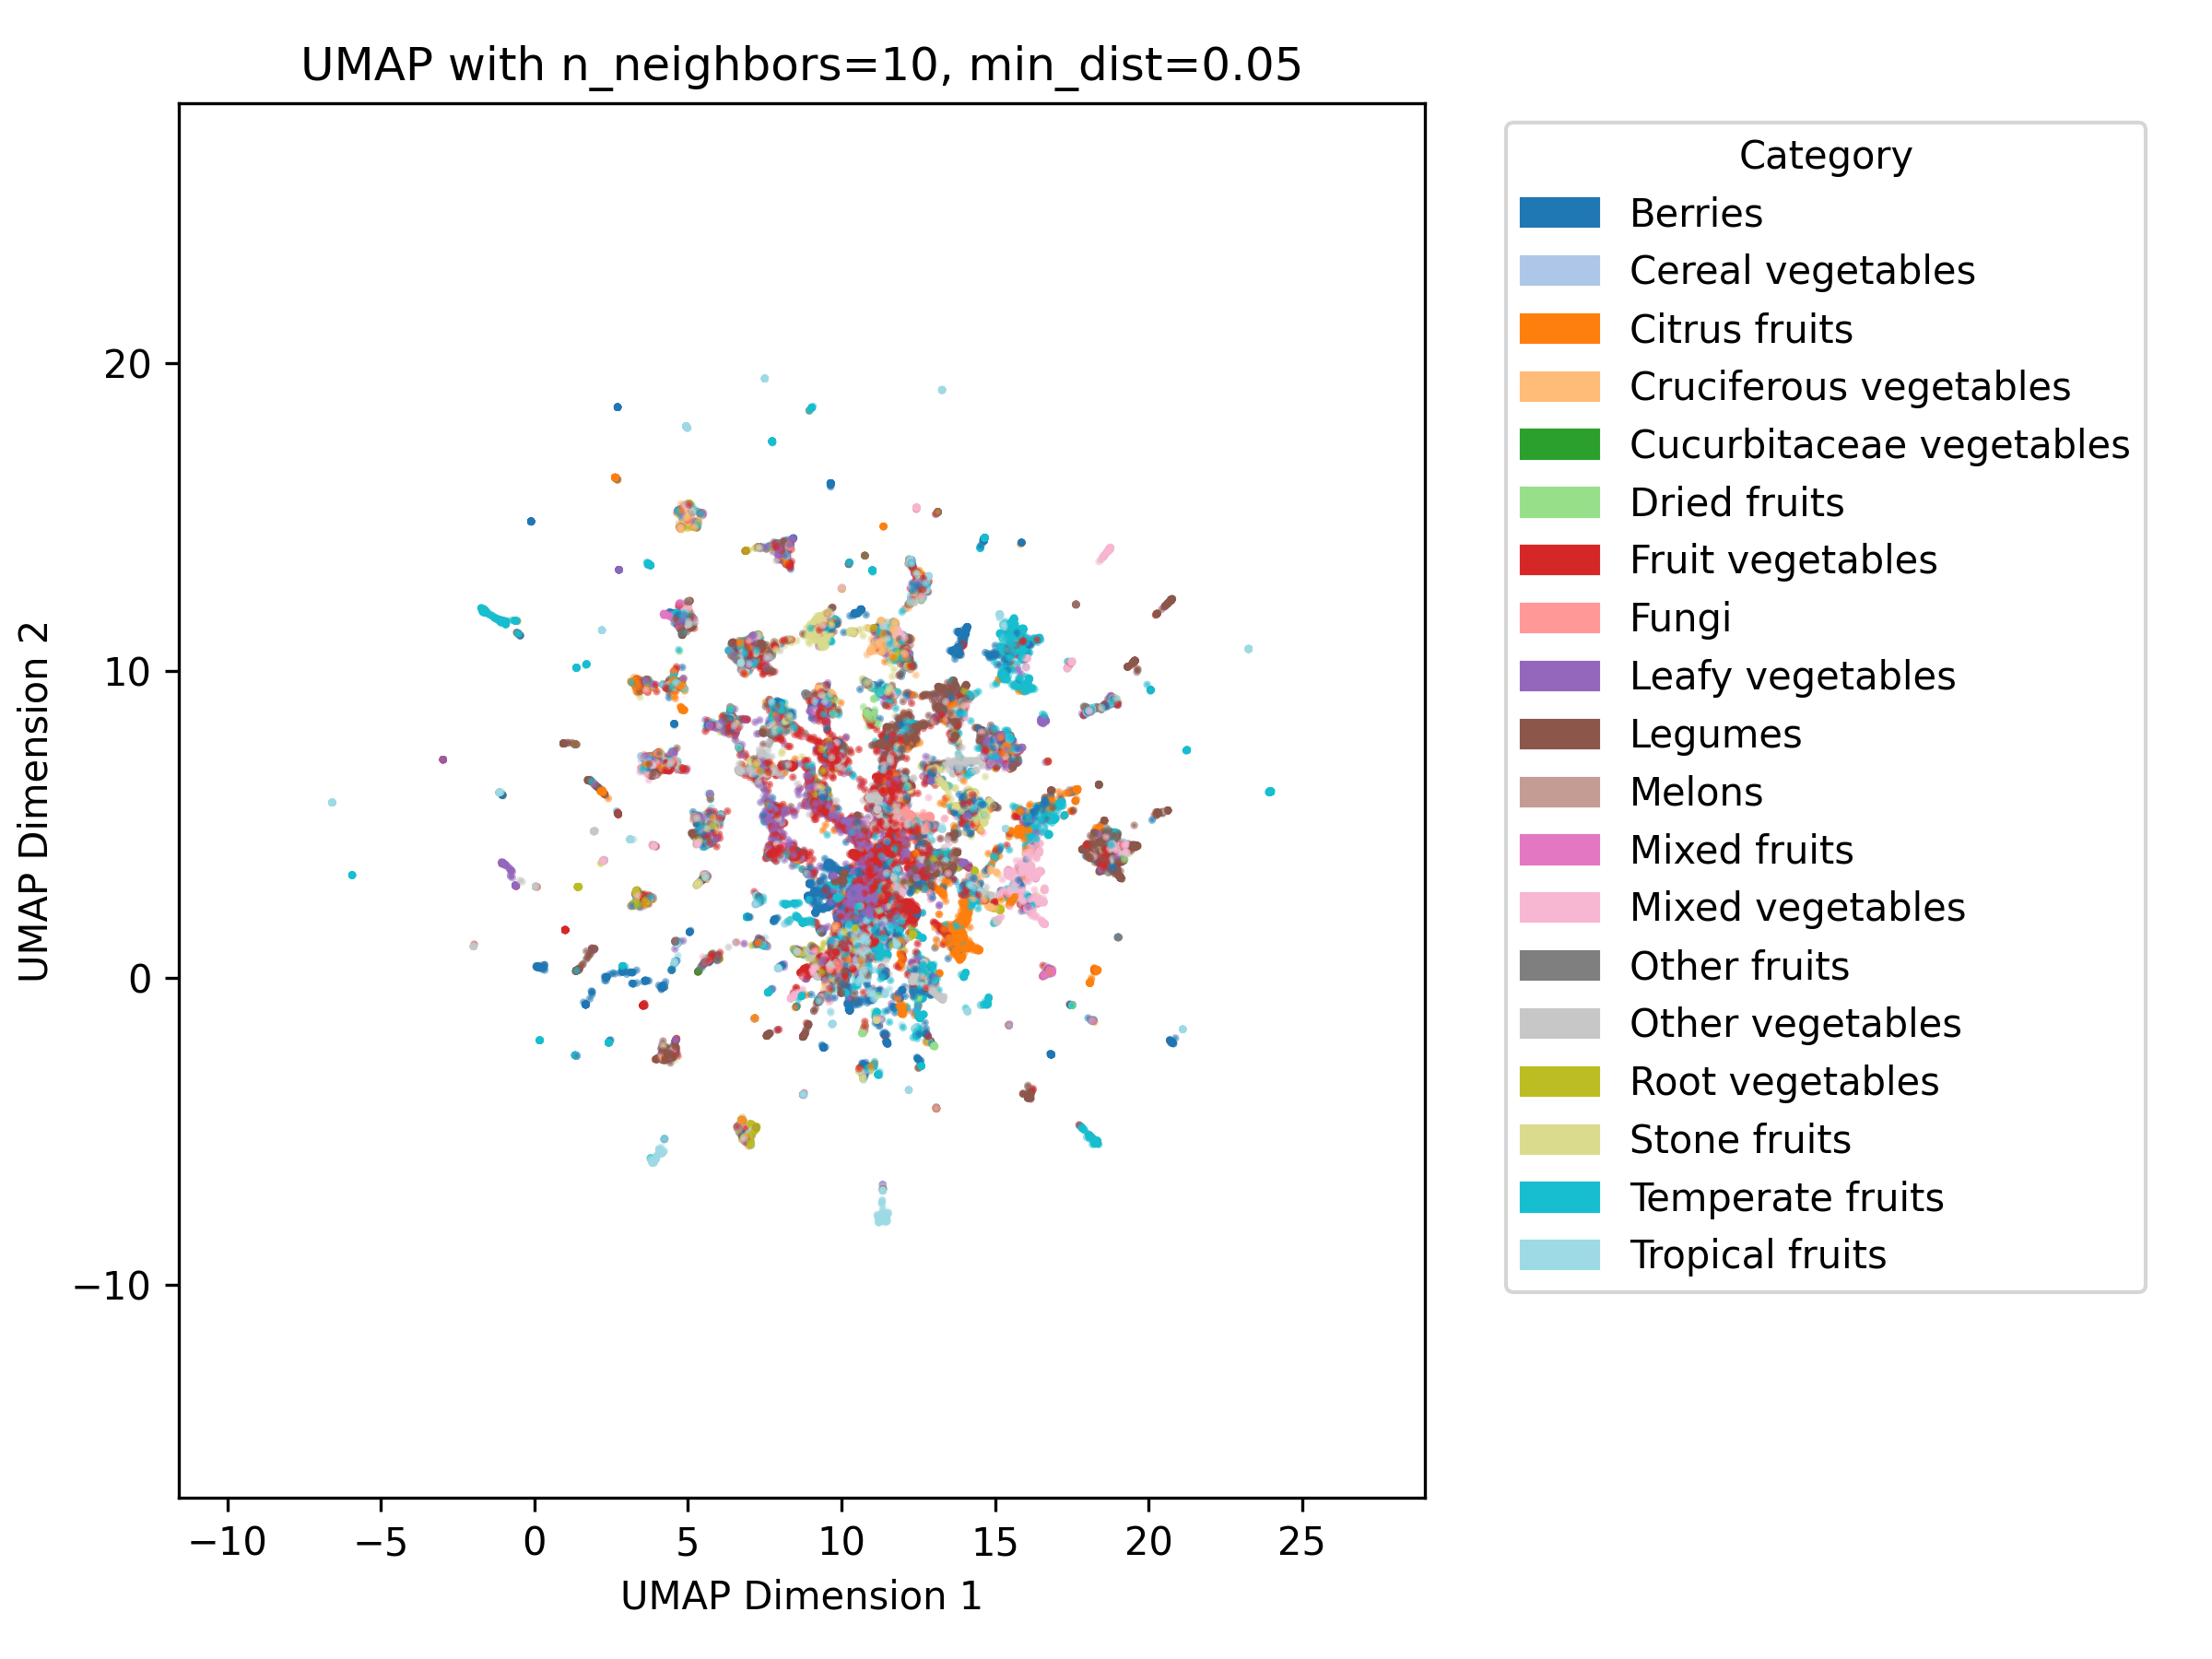 UMAP with n_neighbors=10, min_dist=0.05
UMAP Dimension 2
20
10
0
−10
−10 −5 0 5 10 15 20 25
UMAP Dimension 1
Category
Berries
Cereal vegetables
Citrus fruits
Cruciferous vegetables
Cucurbitaceae vegetables
Dried fruits
Fruit vegetables
Fungi
Leafy vegetables
Legumes
Melons
Mixed fruits
Mixed vegetables
Other fruits
Other vegetables
Root vegetables
Stone fruits
Temperate fruits
Tropical fruits